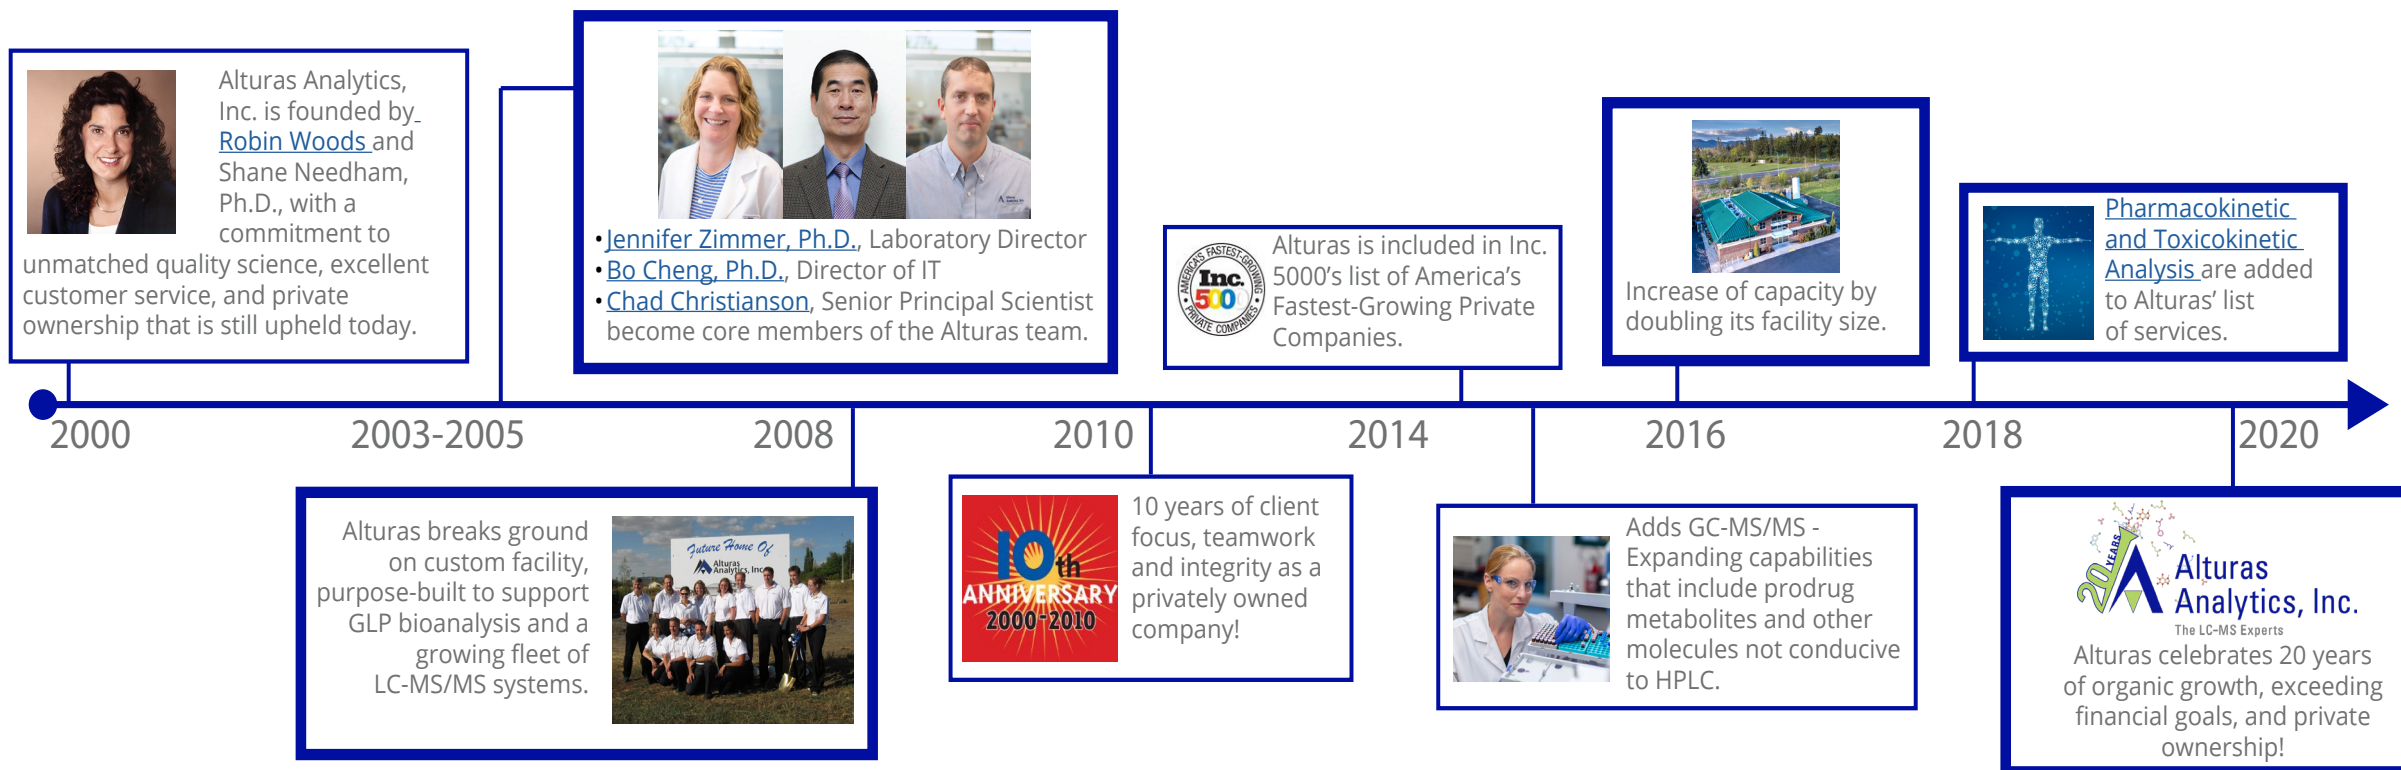 Alturas Analytics,
Inc. is founded by
Robin Woods and
Shane Needham,
Ph.D., with a
commitment to
unmatched quality science, excellent
customer service, and private
ownership that is still upheld today.
•Jennifer Zimmer, Ph.D., Laboratory Director
•Bo Cheng, Ph.D., Director of IT
•Chad Christianson, Senior Principal Scientist
become core members of the Alturas team.
AMERICA'S FASTEST-GROWING
Inc.
5000
PRIVATE COMPANIES
Alturas is included in Inc.
5000's list of America's
Fastest-Growing Private
Companies.
Increase of capacity by
doubling its facility size.
Pharmacokinetic
and Toxicokinetic
Analysis are added
to Alturas' list
of services.
2000
2003-2005
2008
2010
2014
2016
2018
2020
Alturas breaks ground
on custom facility,
purpose-built to support
GLP bioanalysis and a
growing fleet of
LC-MS/MS systems.
Future Home Of
Alturas
Analytics, Inc.
10th
ANNIVERSARY
2000-2010
10 years of client
focus, teamwork
and integrity as a
privately owned
company!
Adds GC-MS/MS -
Expanding capabilities
that include prodrug
metabolites and other
molecules not conducive
to HPLC.
20 YEARS
Alturas
Analytics, Inc.
The LC-MS Experts
Alturas celebrates 20 years
of organic growth, exceeding
financial goals, and private
ownership!